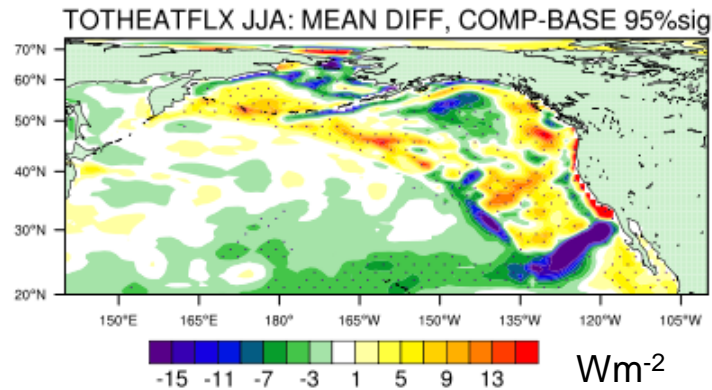 TOTHEATFLX JJA: MEAN DIFF, COMP-BASE 95%sig
70°N
60°N
50°N
40°N
30°N
20°N
150°E 165°E 180° 165°W 150°W 135°W 120°W 105°W
-15 -11 -7 -3 1 5 9 13
Wm-2